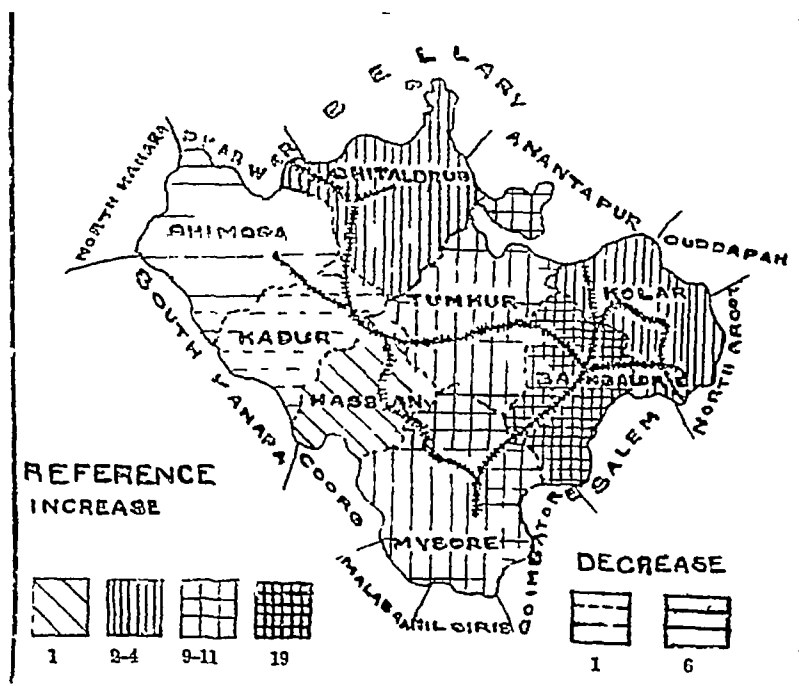 BELLARY
DHARWAR
ANANTAPUR
NORTH KANARA
CHITALDRUG
CUDDAPAH
SHIMOGA
KOLAR
TUMKUR
NORTH ARCOT
KADUR
SOUTH KANARA
BANGALORE
HASSAN
SALEM
COORG
COIMBATORE
MYSORE
MALABAR
NILGIRIS
REFERENCE
INCREASE
1
2–4
9–11
19
DECREASE
1
6